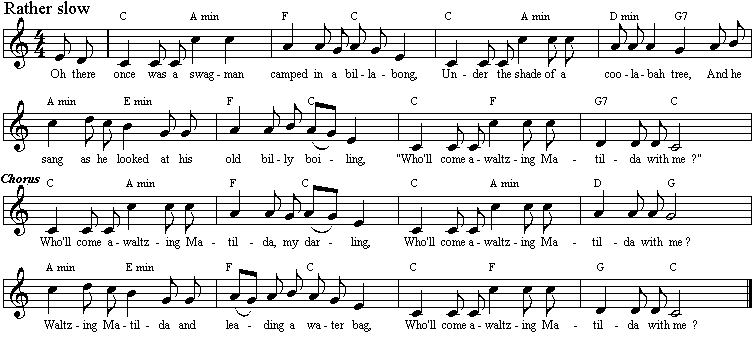 Rather slow
C A min F C C A min D min G7
Oh there once was a swag-man camped in a bil-la-bong, Un-der the shade of a coo-la-bah tree, And he
A min E min F C C F G7 C
sang as he looked at his old bil-ly boi-ling, "Who'll come a-waltz-ing Ma-til-da with me ?"
Chorus
C A min F C C A min D G
Who'll come a-waltz-ing Ma-til-da, my dar-ling, Who'll come a-waltz-ing Ma-til-da with me ?
A min E min F C C F G C
Waltz-ing Ma-til-da and lea-ding a wa-ter bag, Who'll come a-waltz-ing Ma-til-da with me ?